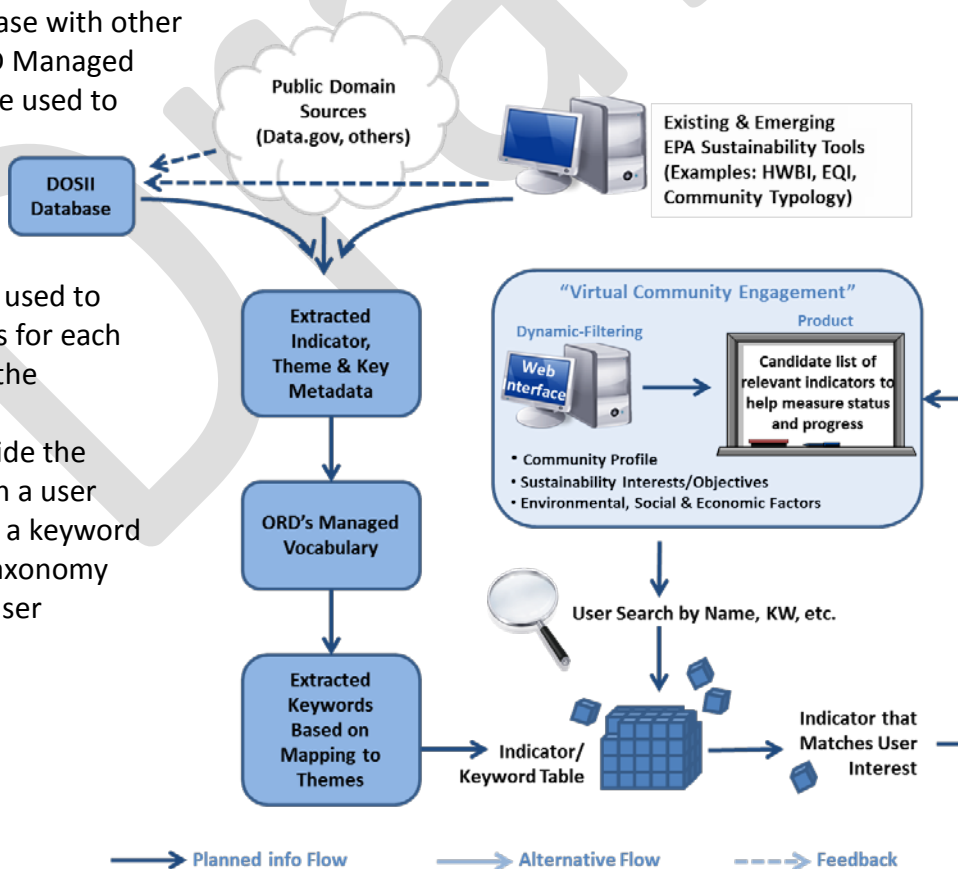 ase with other
D Managed
e used to
used to
s for each
the
ide the
n a user
a keyword
axonomy
ser
Public Domain
Sources
(Data.gov, others)
Existing & Emerging
EPA Sustainability Tools
(Examples: HWBI, EQI,
Community Typology)
DOSII
Database
Extracted
Indicator,
Theme & Key
Metadata
ORD's Managed
Vocabulary
Extracted
Keywords
Based on
Mapping to
Themes
"Virtual Community Engagement"
Dynamic-Filtering
Product
Web
Interface
Candidate list of
relevant indicators to
help measure status
and progress
• Community Profile
• Sustainability Interests/Objectives
• Environmental, Social & Economic Factors
User Search by Name, KW, etc.
Indicator/
Keyword Table
Indicator that
Matches User
Interest
Planned info Flow
Alternative Flow
Feedback